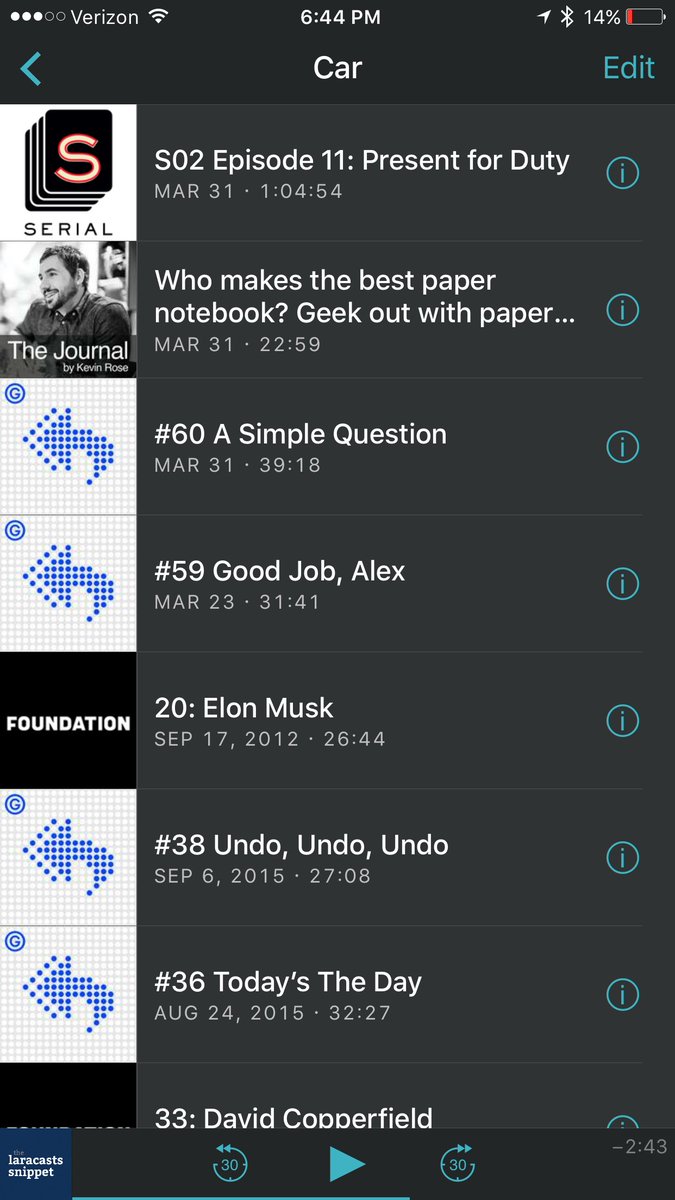 Verizon 6:44 PM 14%
Car Edit
SERIAL
S02 Episode 11: Present for Duty
MAR 31 · 1:04:54
The Journal
by Kevin Rose
Who makes the best paper
notebook? Geek out with paper...
MAR 31 · 22:59
G
#60 A Simple Question
MAR 31 · 39:18
G
#59 Good Job, Alex
MAR 23 · 31:41
FOUNDATION
20: Elon Musk
SEP 17, 2012 · 26:44
G
#38 Undo, Undo, Undo
SEP 6, 2015 · 27:08
G
#36 Today’s The Day
AUG 24, 2015 · 32:27
FOUNDATION
33: David Copperfield
the
laracasts
snippet
30
30
−2:43